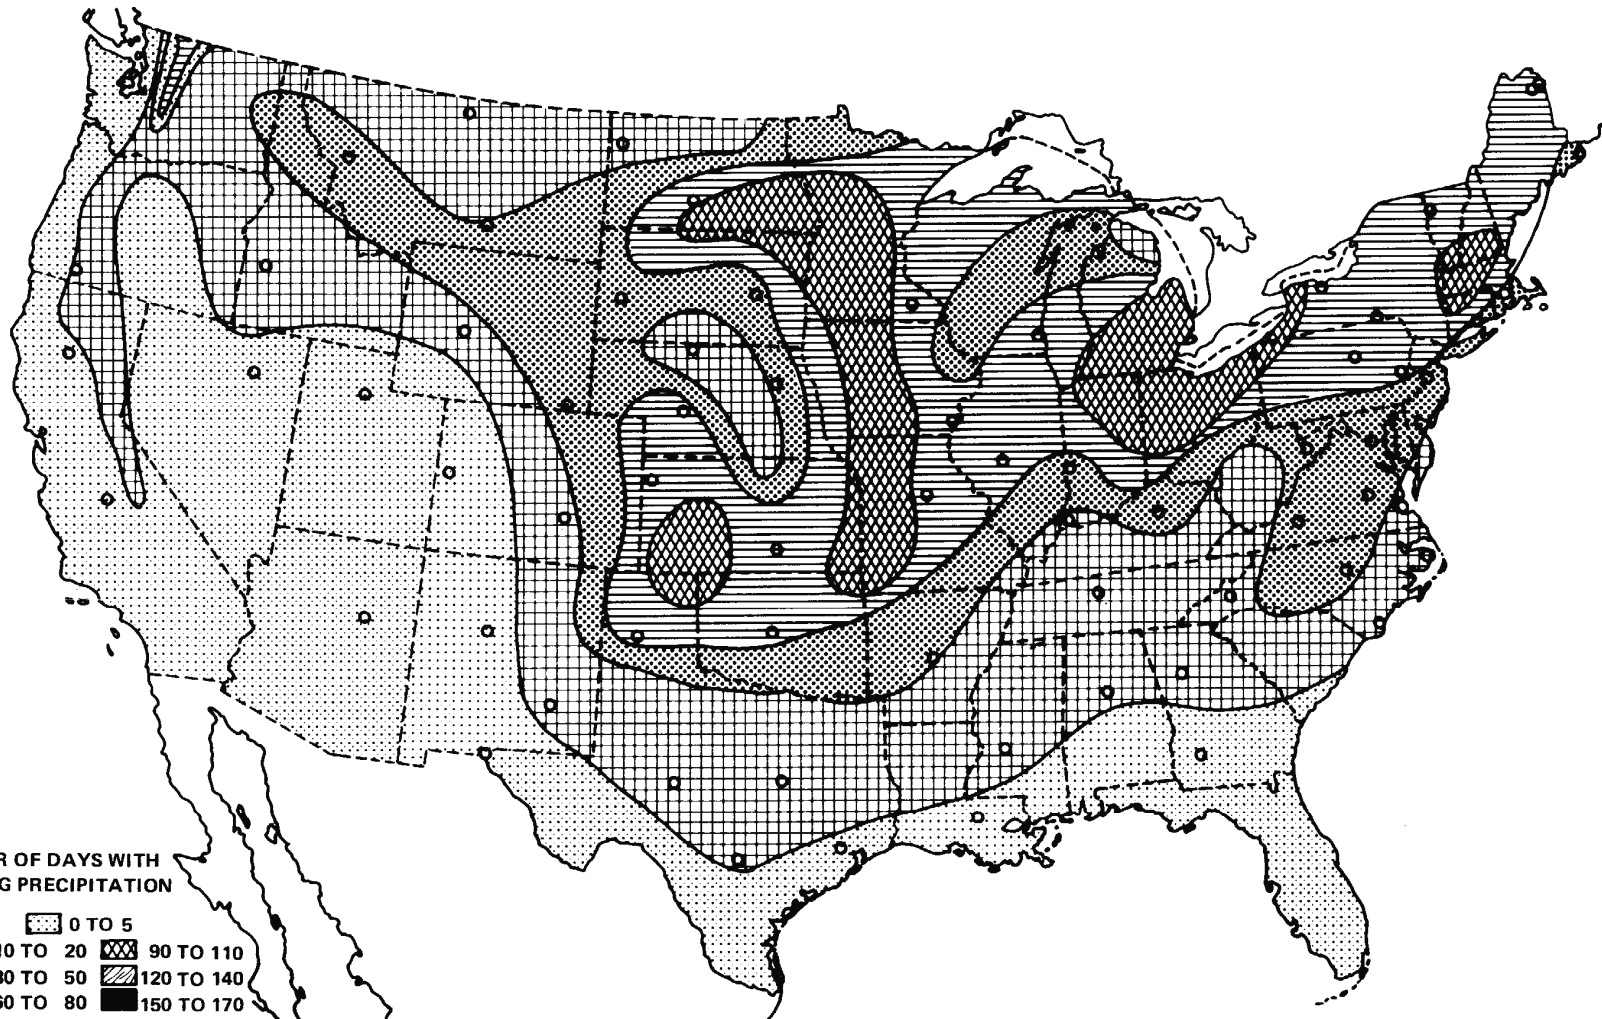 R OF DAYS WITH
G PRECIPITATION
0 TO 5
10 TO 20 90 TO 110
30 TO 50 120 TO 140
60 TO 80 150 TO 170